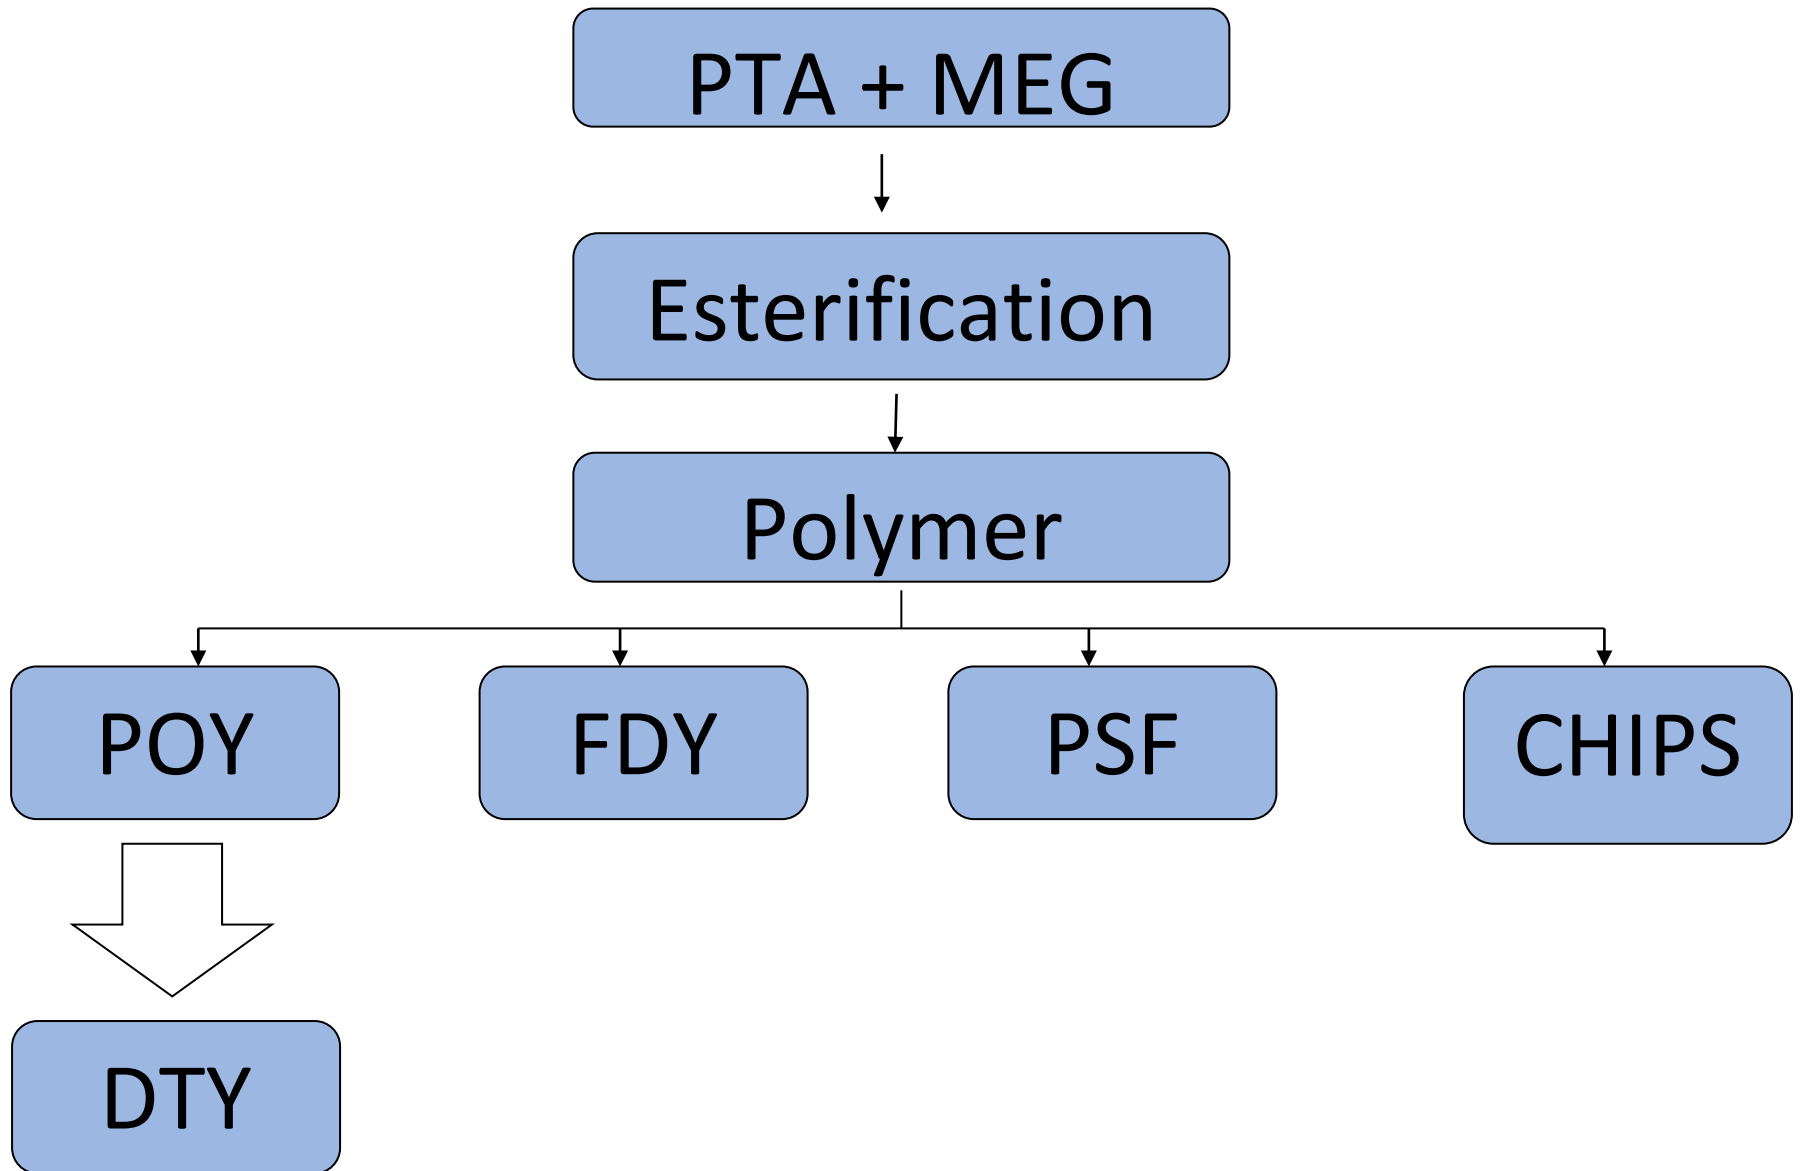 PTA + MEG
Esterification
Polymer
POY
FDY
PSF
CHIPS
DTY